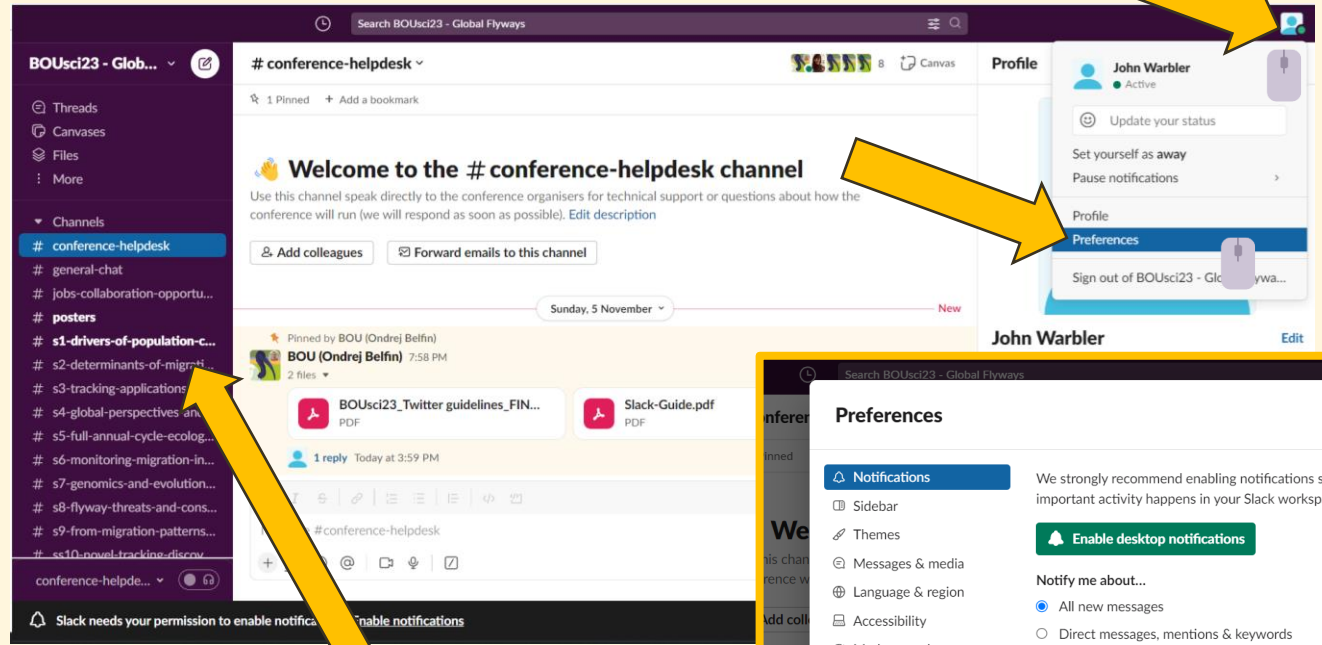 Search BOUsci23 - Global Flyways
BOUsci23 - Glob...
Threads
Canvases
Files
More
Channels
# conference-helpdesk
# general-chat
# jobs-collaboration-opportu...
# posters
# s1-drivers-of-population-c...
# s2-determinants-of-migrati...
# s3-tracking-applications
# s4-global-perspectives
# s5-full-annual-cycle-ecolog...
# s6-monitoring-migration-in...
# s7-genomics-and-evolution...
# s8-flyway-threats-and-cons...
# s9-from-migration-patterns...
# ss10-novel-tracking-discov
conference-helpde...
# conference-helpdesk
8 Canvas
1 Pinned + Add a bookmark
👋 Welcome to the # conference-helpdesk channel
Use this channel speak directly to the conference organisers for technical support or questions about how the
conference will run (we will respond as soon as possible). Edit description
Add colleagues
Forward emails to this channel
Sunday, 5 November
New
Pinned by BOU (Ondrej Belfin)
BOU (Ondrej Belfin) 7:58 PM
2 files
BOUsci23_Twitter guidelines_FIN...
PDF
Slack-Guide.pdf
PDF
1 reply Today at 3:59 PM
#conference-helpdesk
Slack needs your permission to enable Enable notifications
Profile
John Warbler
Active
Update your status
Set yourself as away
Pause notifications
Profile
Preferences
Sign out of BOUsci23 -
John Warbler
Edit
Search BOUsci23 - Global Flyways
Preferences
Notifications
Sidebar
Themes
Messages & media
Language & region
Accessibility
We strongly recommend enabling notifications
important activity happens in your Slack
Enable desktop notifications
Notify me about...
All new messages
Direct messages, mentions & keywords